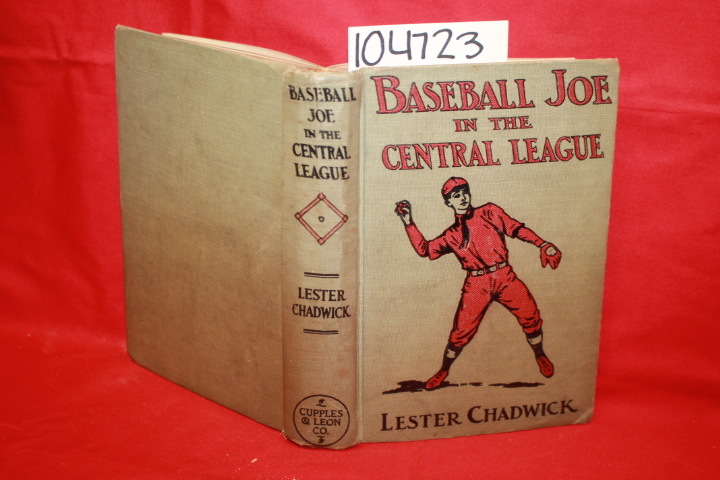 104723
BASEBALL
JOE
IN THE
CENTRAL
LEAGUE
LESTER
CHADWICK
CUPPLES
& LEON
CO.
BASEBALL JOE
IN THE
CENTRAL LEAGUE
LESTER CHADWICK